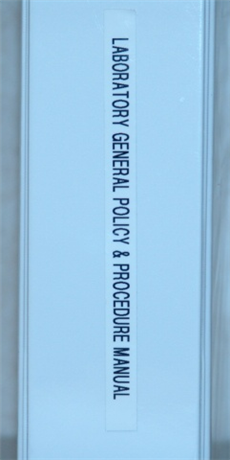 LABORATORY GENERAL POLICY & PROCEDURE MANUAL